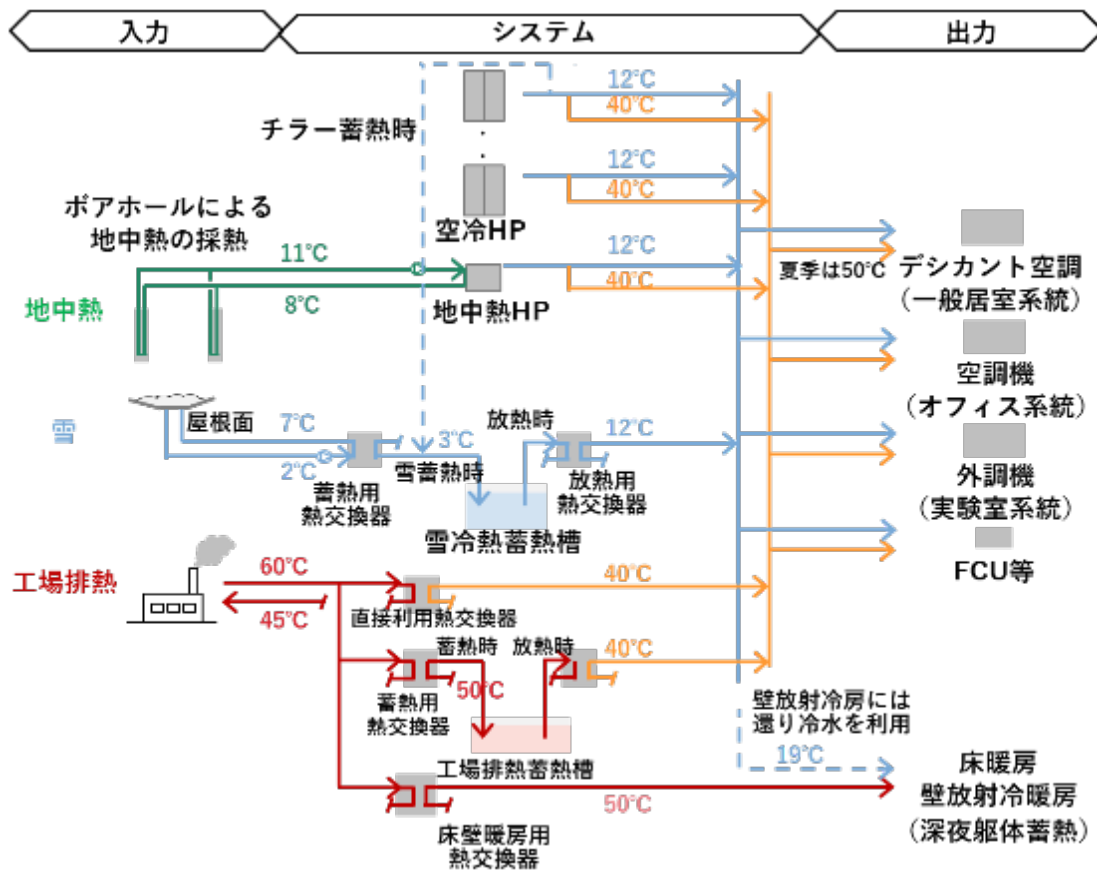 入力
システム
出力
12℃
40℃
チラー蓄熱時
12℃
40℃
空冷HP
ボアホールによる
地中熱の採熱
11℃
8℃
地中熱
12℃
40℃
地中熱HP
夏季は50℃
デシカント空調
（一般居室系統）
空調機
（オフィス系統）
外調機
（実験室系統）
FCU等
雪
屋根面
7℃
2℃
蓄熱用
熱交換器
3℃
雪蓄熱時
放熱時
12℃
放熱用
熱交換器
雪冷熱蓄熱槽
工場排熱
60℃
45℃
40℃
直接利用熱交換器
蓄熱時
放熱時
40℃
50℃
蓄熱用
熱交換器
工場排熱蓄熱槽
壁放射冷房には
還り冷水を利用
19℃
50℃
床壁暖房用
熱交換器
床暖房
壁放射冷暖房
（深夜躯体蓄熱）